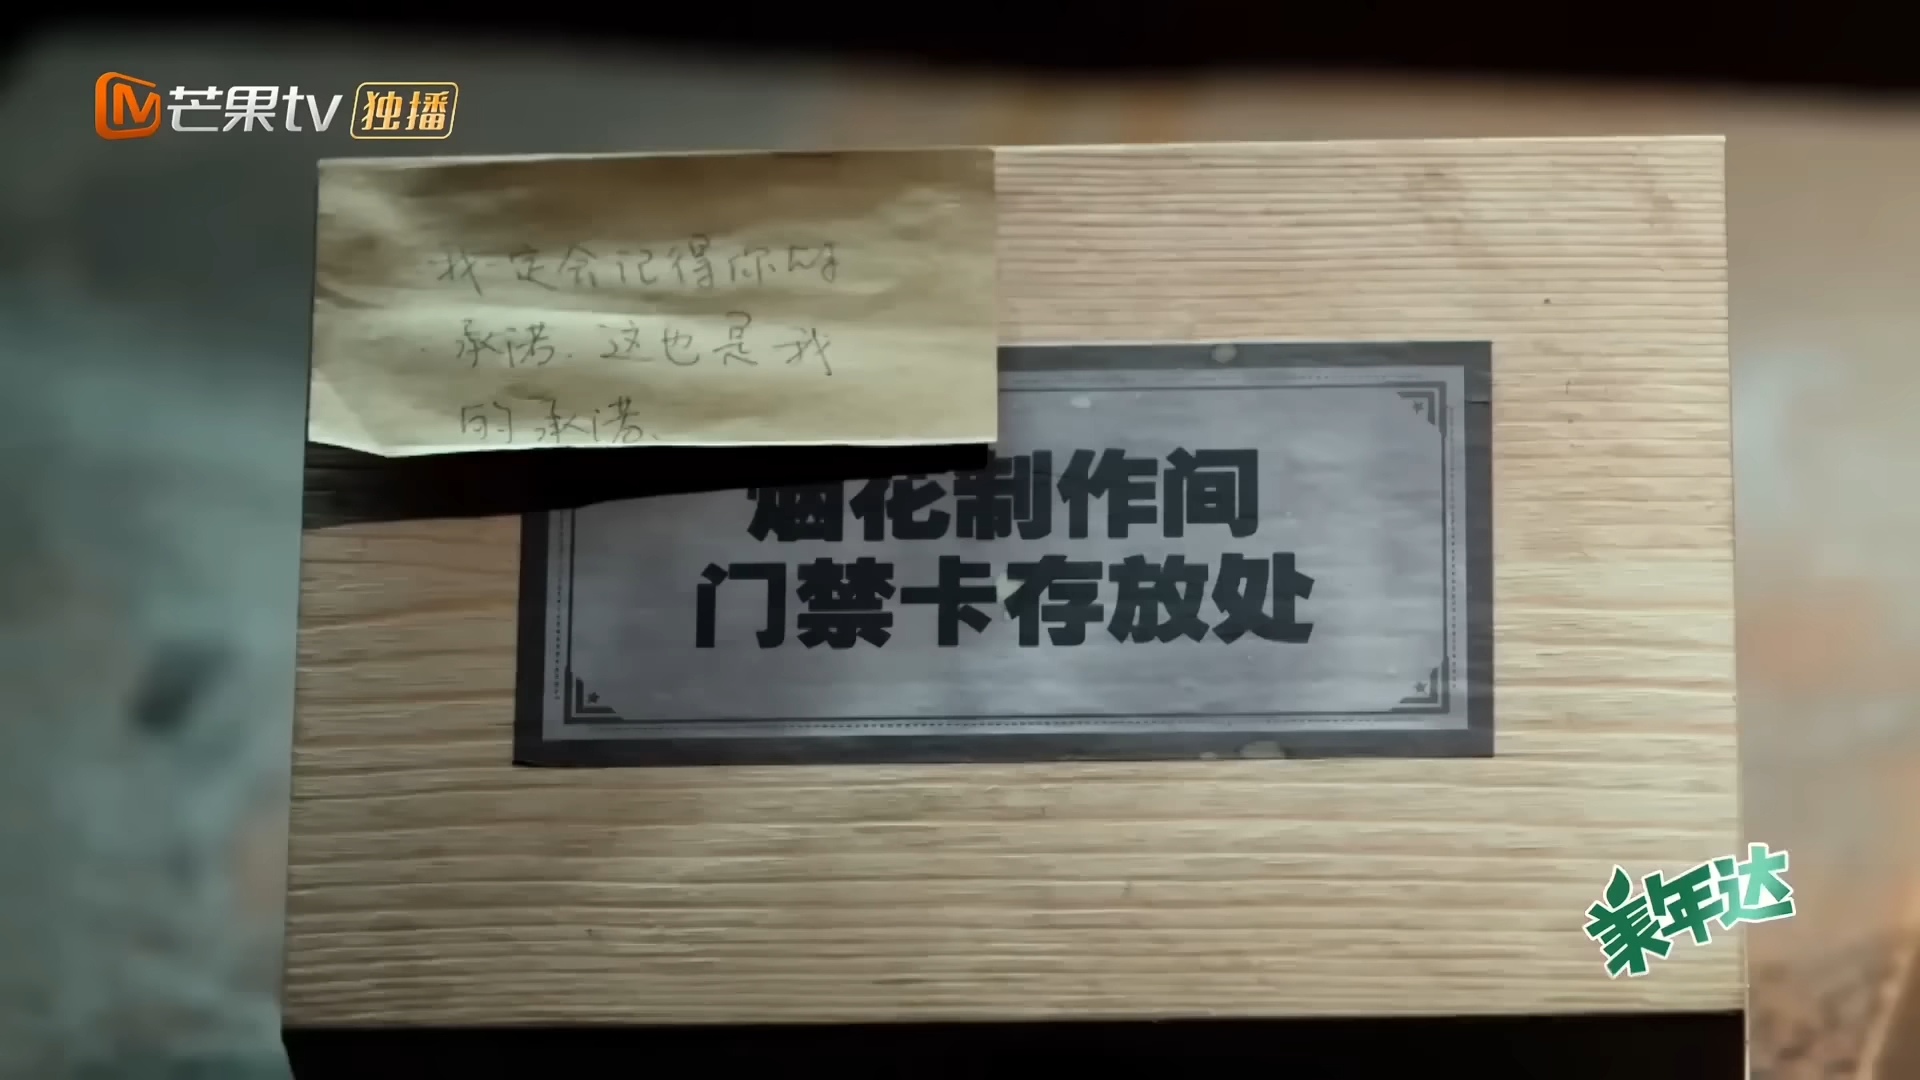 芒果tv 独播
我一定会记得你的
承诺.这也是我
的承诺、
烟花制作间
门禁卡存放处
美年达